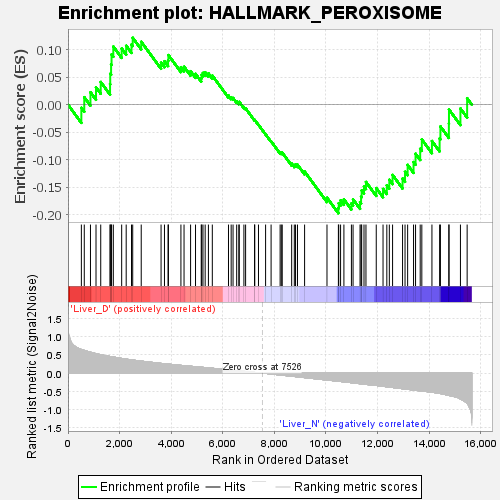 Enrichment plot: HALLMARK_PEROXISOME
Enrichment score (ES)
0.10
0.05
0.00
-0.05
-0.10
-0.15
-0.20
'Liver_D' (positively correlated)
Ranked list metric (Signal2Noise)
1.5
1.0
0.5
0.0
-0.5
-1.0
-1.5
Zero cross at 7526
'Liver_N' (negatively correlated)
0 2,000 4,000 6,000 8,000 10,000 12,000 14,000 16,000
Rank in Ordered Dataset
Enrichment profile Hits Ranking metric scores